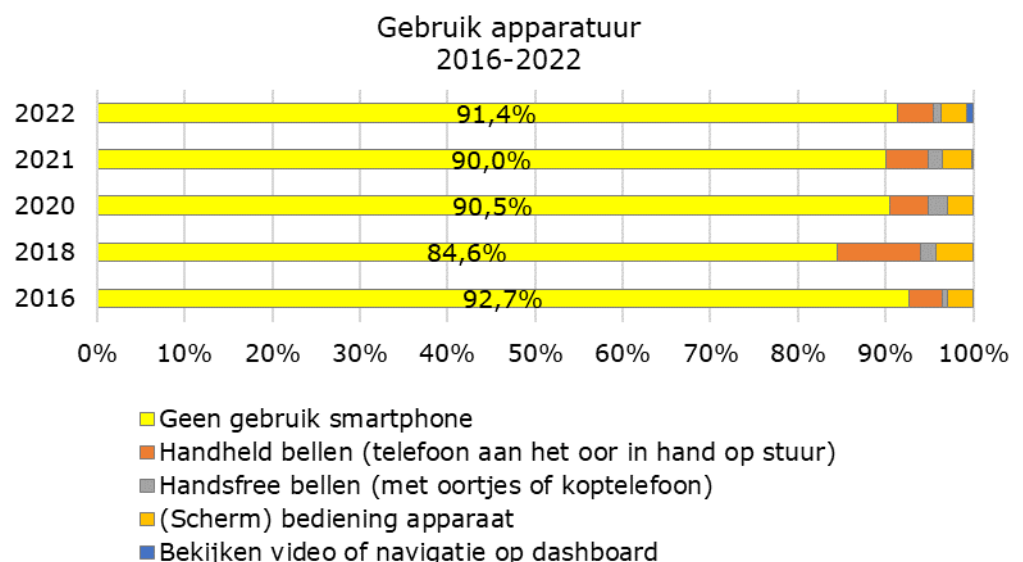 Gebruik apparatuur
2016-2022
2022
91,4%
2021
90,0%
2020
90,5%
2018
84,6%
2016
92,7%
0% 10% 20% 30% 40% 50% 60% 70% 80% 90% 100%
Geen gebruik smartphone
Handheld bellen (telefoon aan het oor in hand op stuur)
Handsfree bellen (met oortjes of koptelefoon)
(Scherm) bediening apparaat
Bekijken video of navigatie op dashboard